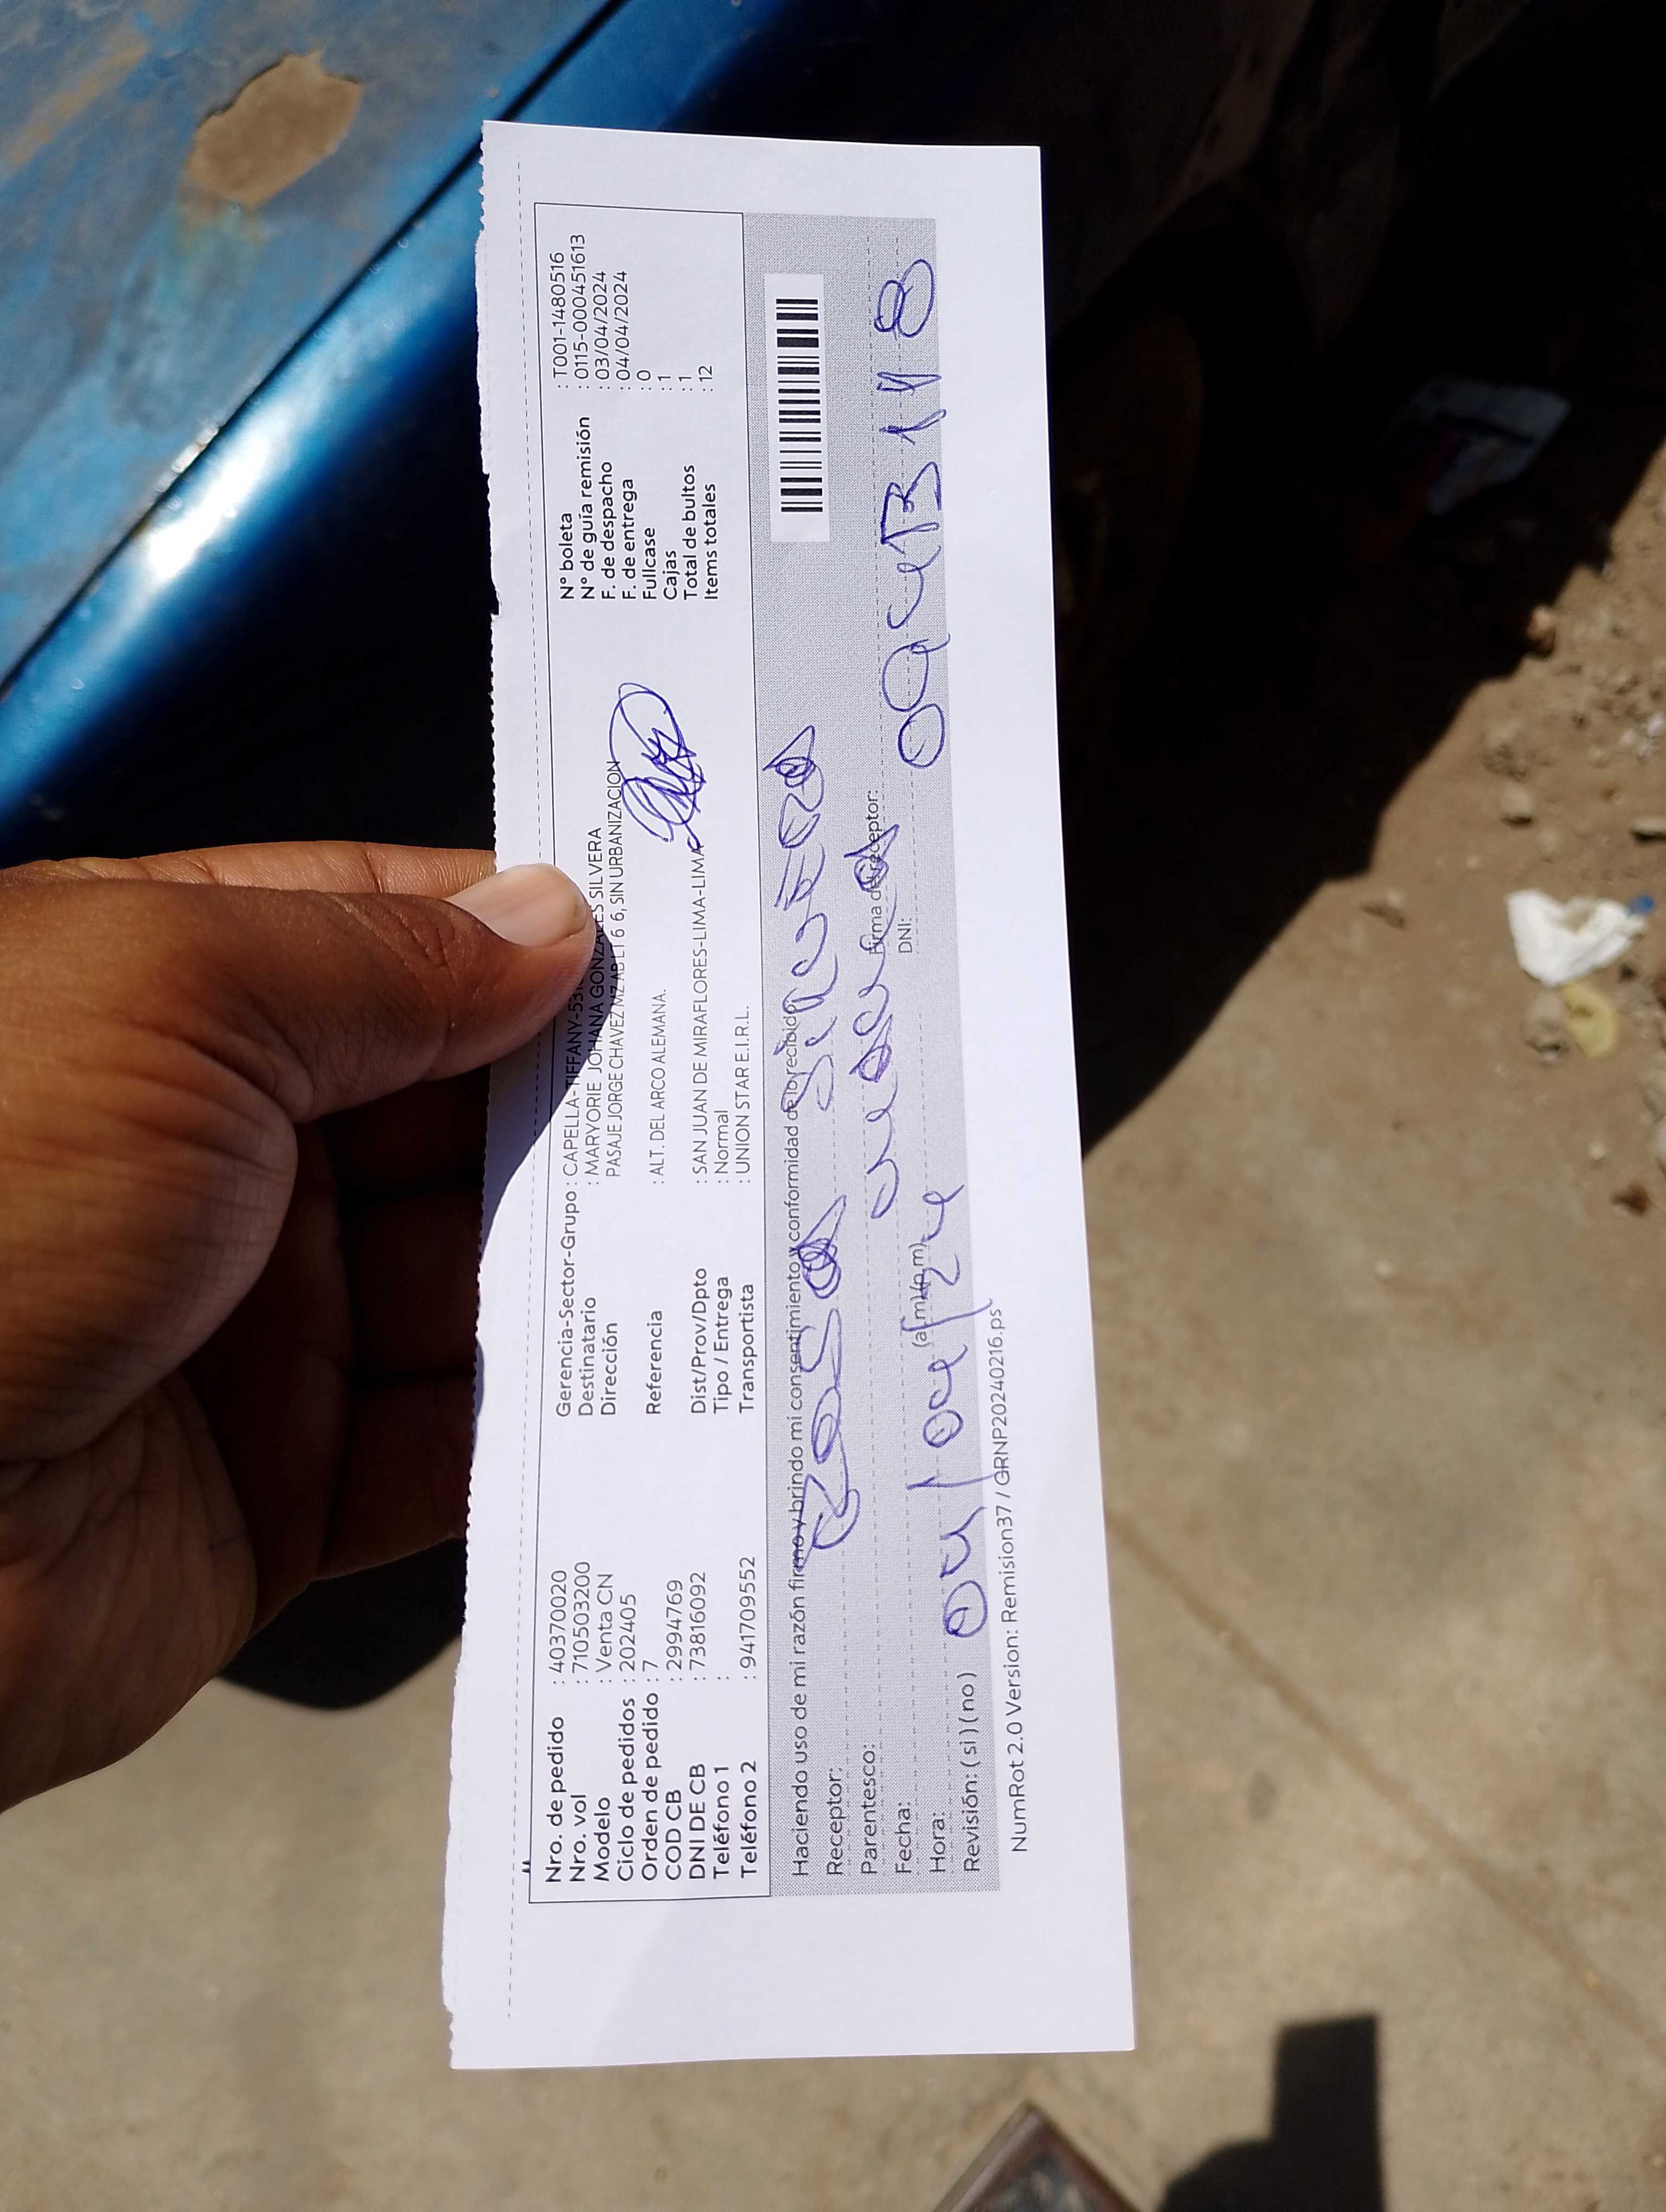 Nro. de pedido : 40370020
Nro. vol : 710503200
Modelo : Venta CN
Ciclo de pedidos : 202405
Orden de pedido : 7
COD CB : 2994769
DNI DE CB : 73816092
Teléfono 1 :
Teléfono 2 : 941709552
Gerencia-Sector-Grupo : CAPELLA-TIFFANY-
Destinatario : MARYORIE JOHANA GONZALES SILVERA
Dirección PASAJE JORGE CHAVEZ MZ AB LT 6 6, SIN URBANIZACION
Referencia : ALT. DEL ARCO ALEMANA.
Dist/Prov/Dpto : SAN JUAN DE MIRAFLORES-LIMA-LIMA
Tipo / Entrega : Normal
Transportista : UNION STAR E.I.R.L.
N° boleta : T001-1480516
N° de guía remisión : 0115-000451613
F. de despacho : 03/04/2024
F. de entrega : 04/04/2024
Fullcase : 0
Cajas : 1
Total de bultos : 1
Items totales : 12
Haciendo uso de mi razón firmo y brindo mi consentimiento y conformidad de lo recibido
Receptor: Rosa Silvera
Parentesco:
Firma del receptor:
Fecha: 04/04/24
DNI:
Hora: (a.m)(p.m)
Revisión: ( si ) ( no )
NumRot 2.0 Version: Remision37 / GRNP20240216.ps